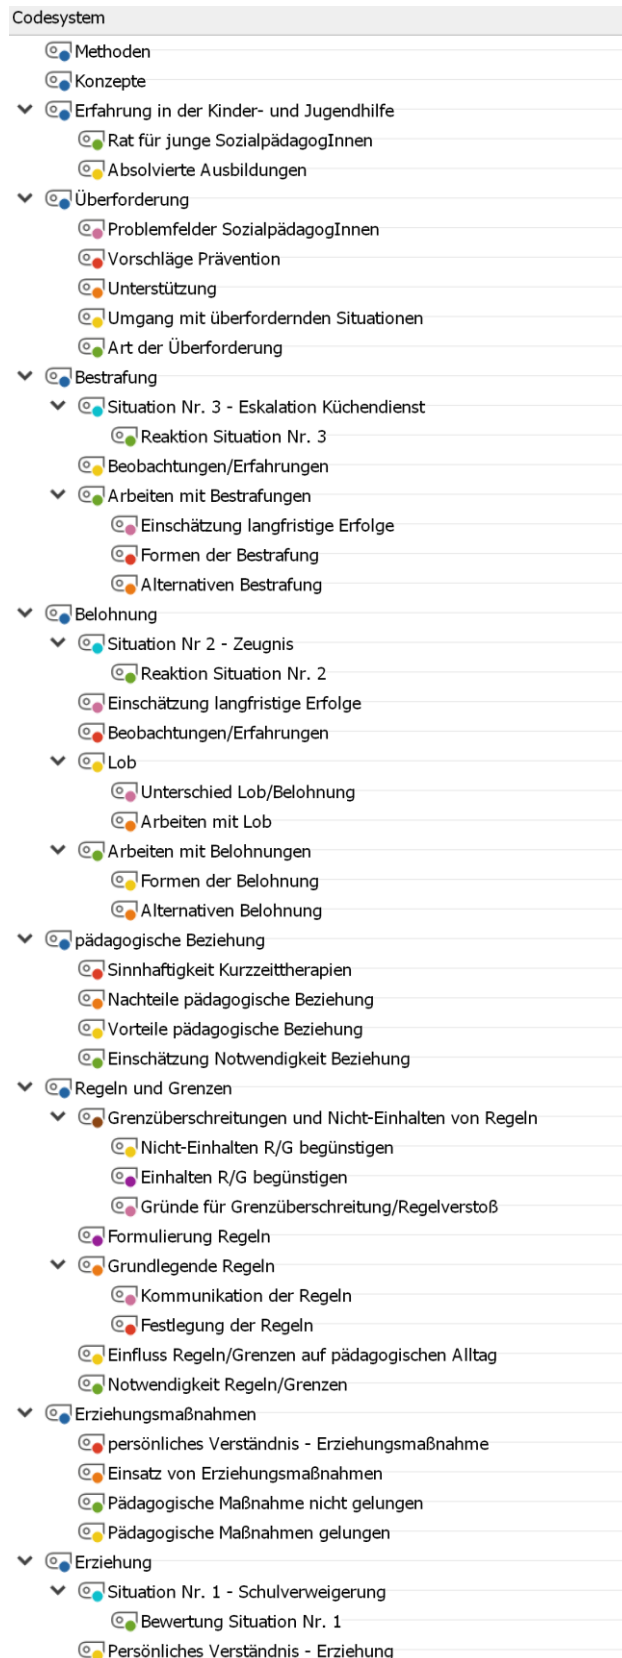 Codesystem
Methoden
Konzepte
Erfahrung in der Kinder- und Jugendhilfe
Rat für junge SozialpädagogInnen
Absolvierte Ausbildungen
Überforderung
Problemfelder SozialpädagogInnen
Vorschläge Prävention
Unterstützung
Umgang mit überfordernden Situationen
Art der Überforderung
Bestrafung
Situation Nr. 3 - Eskalation Küchendienst
Reaktion Situation Nr. 3
Beobachtungen/Erfahrungen
Arbeiten mit Bestrafungen
Einschätzung langfristige Erfolge
Formen der Bestrafung
Alternativen Bestrafung
Belohnung
Situation Nr 2 - Zeugnis
Reaktion Situation Nr. 2
Einschätzung langfristige Erfolge
Beobachtungen/Erfahrungen
Lob
Unterschied Lob/Belohnung
Arbeiten mit Lob
Arbeiten mit Belohnungen
Formen der Belohnung
Alternativen Belohnung
pädagogische Beziehung
Sinnhaftigkeit Kurzzeittherapien
Nachteile pädagogische Beziehung
Vorteile pädagogische Beziehung
Einschätzung Notwendigkeit Beziehung
Regeln und Grenzen
Grenzüberschreitungen und Nicht-Einhalten von Regeln
Nicht-Einhalten R/G begünstigen
Einhalten R/G begünstigen
Gründe für Grenzüberschreitung/Regelverstoß
Formulierung Regeln
Grundlegende Regeln
Kommunikation der Regeln
Festlegung der Regeln
Einfluss Regeln/Grenzen auf pädagogischen Alltag
Notwendigkeit Regeln/Grenzen
Erziehungsmaßnahmen
persönliches Verständnis - Erziehungsmaßnahme
Einsatz von Erziehungsmaßnahmen
Pädagogische Maßnahme nicht gelungen
Pädagogische Maßnahmen gelungen
Erziehung
Situation Nr. 1 - Schulverweigerung
Bewertung Situation Nr. 1
Persönliches Verständnis - Erziehung